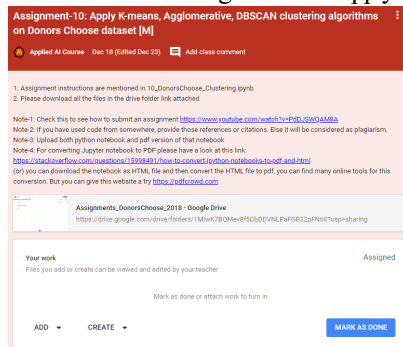 Assignment-10: Apply K-means, Agglomerative, DBSCAN clustering algorithms
on Donors Choose dataset [M]
Applied AI Course Dec 18 (Edited Dec 23) Add class comment
1. Assignment instructions are mentioned in 10_DonorsChoose_Clustering.ipynb
2. Please download all the files in the drive folder link attached
Note-1: Check this to see how to submit an assignment https://www.youtube.com/watch?v=PdDJSWQAMBA
Note-2: If you have used code from somewhere, provide those references or citations. Else it will be considered as plagiarism.
Note-3: Upload both python notebook and pdf version of that notebook
Note-4: For converting Jupyter notebook to PDF please have a look at this link:
https://stackoverflow.com/questions/15998491/how-to-convert-ipython-notebooks-to-pdf-and-html
(or) you can download the notebook as HTML file and then convert the HTML file to pdf, you can find many online tools for this
conversion. But you can give this website a try https://pdfcrowd.com
Assignments_DonorsChoose_2018 - Google Drive
https://drive.google.com/drive/folders/1MiwK7BQMev8f5CbDDVNLPaFGB32pFN60?usp=sharing
Your work Assigned
Files you add or create can be viewed and edited by your teacher
Mark as done or attach work to turn in
ADD CREATE MARK AS DONE